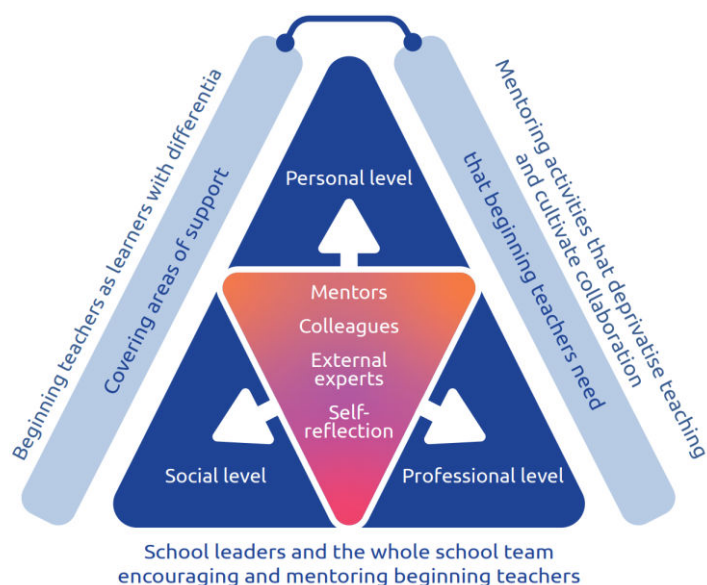 Beginning teachers as learners with differentia
Covering areas of support
that beginning teachers need
Mentoring activities that deprivatise teaching
and cultivate collaboration
Personal level
Mentors
Colleagues
External
experts
Self-
reflection
Social level
Professional level
School leaders and the whole school team
encouraging and mentoring beginning teachers